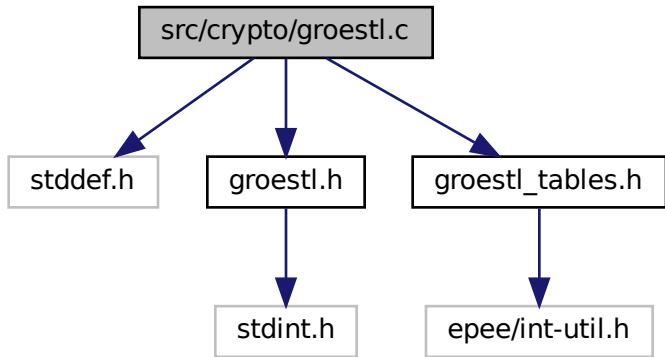 src/crypto/groestl.c
stddef.h
groestl.h
groestl_tables.h
stdint.h
epee/int-util.h